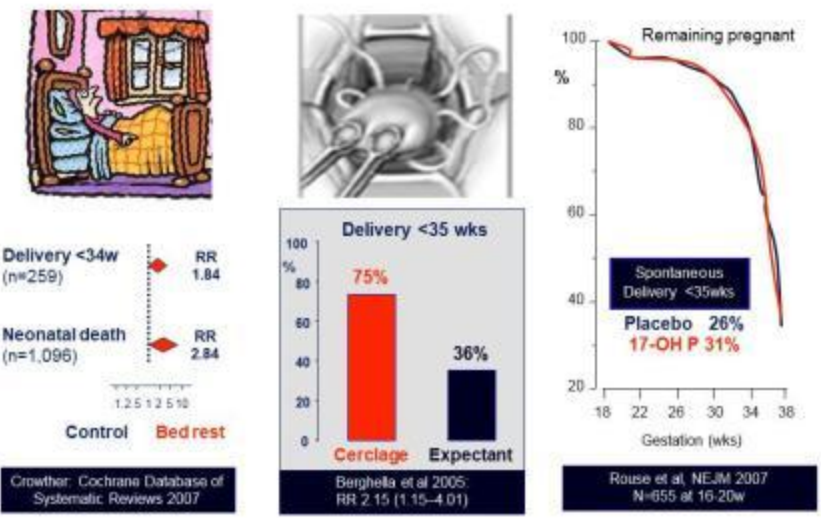 Delivery <34w
(n=259)
RR
1.84
Neonatal death
(n=1,096)
RR
2.84
1.2.5 1 2 5 10
Control Bed rest
Crowther: Cochrane Database of
Systematic Reviews 2007
Delivery <35 wks
100
%
80
60
40
20
0
75%
36%
Cerclage Expectant
Berghella et al 2005:
RR 2.15 (1.15–4.01)
Remaining pregnant
100
%
80
60
40
20
Spontaneous
Delivery <35wks
Placebo 26%
17-OH P 31%
18 22 26 30 34 38
Gestation (wks)
Rouse et al, NEJM 2007
N=655 at 16-20w